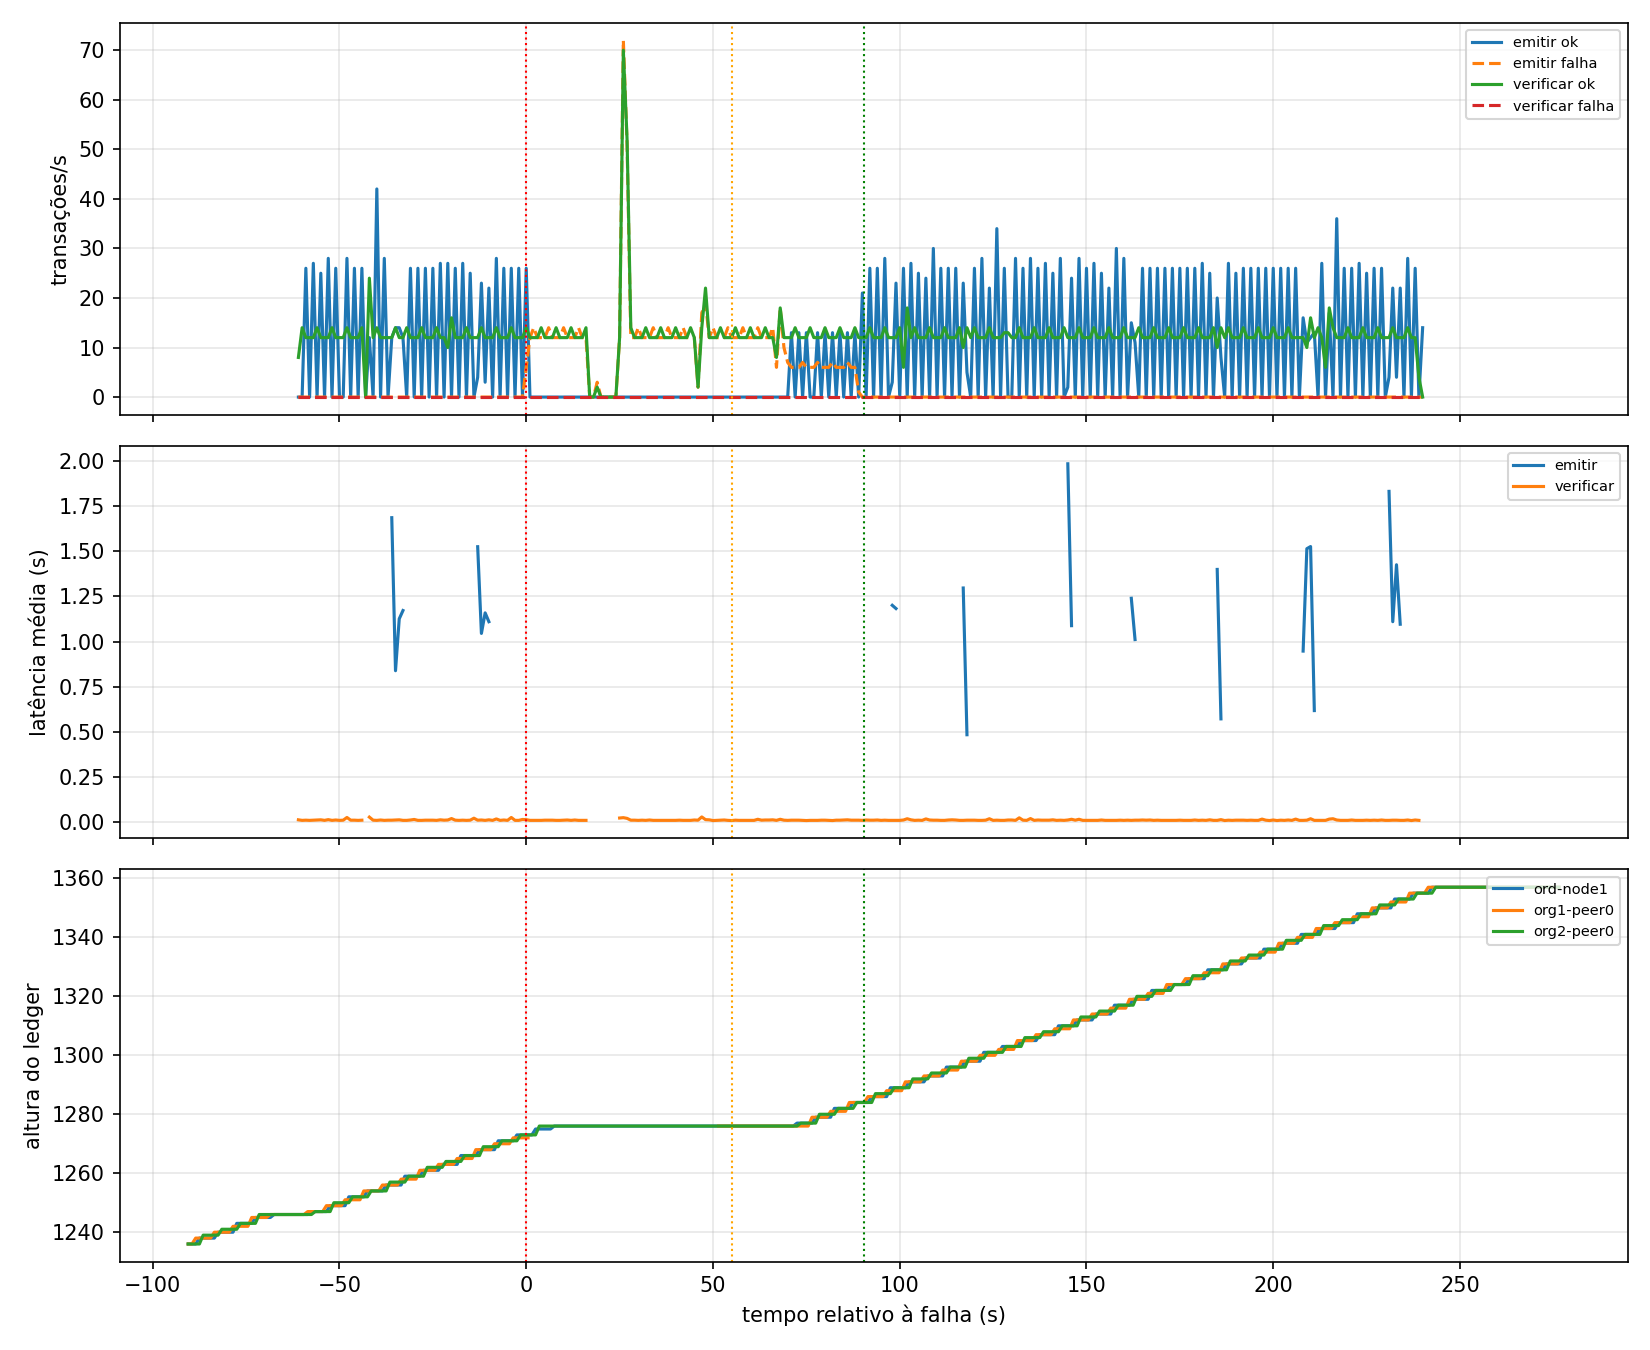 transações/s
70
60
50
40
30
20
10
0
emitir ok
emitir falha
verificar ok
verificar falha
latência média (s)
2.00
1.75
1.50
1.25
1.00
0.75
0.50
0.25
0.00
emitir
verificar
altura do ledger
1360
1340
1320
1300
1280
1260
1240
ord-node1
org1-peer0
org2-peer0
−100
−50
0
50
100
150
200
250
tempo relativo à falha (s)